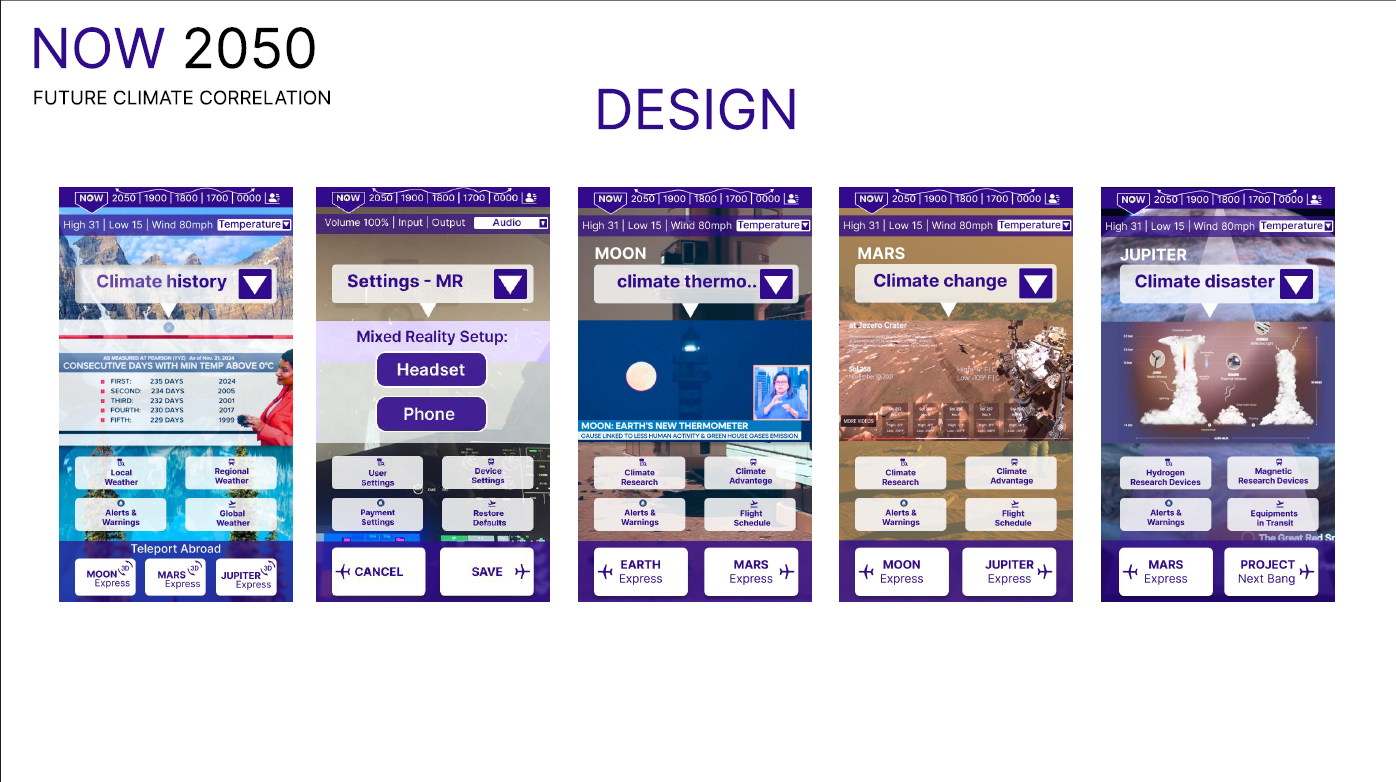 NOW 2050
FUTURE CLIMATE CORRELATION
DESIGN
NOW 2050 | 1900 | 1800 | 1700 | 0000
High 31 | Low 15 | Wind 80mph Temperature
Climate history
AS MEASURED AT PEARSON (YYZ) As of Nov. 21, 2024
CONSECUTIVE DAYS WITH MIN TEMP ABOVE 0°C
FIRST: 235 DAYS 2024
SECOND: 234 DAYS 2005
THIRD: 232 DAYS 2001
FOURTH: 230 DAYS 2017
FIFTH: 229 DAYS 1999
Local
Weather
Regional
Weather
Alerts &
Warnings
Global
Weather
Teleport Abroad
MOON 3D
Express
MARS 3D
Express
JUPITER 3D
Express
NOW 2050 | 1900 | 1800 | 1700 | 0000
Volume 100% | Input | Output Audio
Settings - MR
Mixed Reality Setup:
Headset
Phone
User
Settings
Device
Settings
Payment
Settings
Restore
Defaults
CANCEL
SAVE
NOW 2050 | 1900 | 1800 | 1700 | 0000
High 31 | Low 15 | Wind 80mph Temperature
MOON
climate thermo..
MOON: EARTH'S NEW THERMOMETER
CAUSE LINKED TO LESS HUMAN ACTIVITY & GREEN HOUSE GASES EMISSION
Climate
Research
Climate
Advantege
Alerts &
Warnings
Flight
Schedule
EARTH
Express
MARS
Express
NOW 2050 | 1900 | 1800 | 1700 | 0000
High 31 | Low 15 | Wind 80mph Temperature
MARS
Climate change
at Jezero Crater
MORE VIDEOS
Climate
Research
Climate
Advantage
Alerts &
Warnings
Flight
Schedule
MOON
Express
JUPITER
Express
NOW 2050 | 1900 | 1800 | 1700 | 0000
High 31 | Low 15 | Wind 80mph Temperature
JUPITER
Climate disaster
Hydrogen
Research Devices
Magnetic
Research Devices
Alerts &
Warnings
Equipments
in Transit
The Great Red Sp
MARS
Express
PROJECT
Next Bang